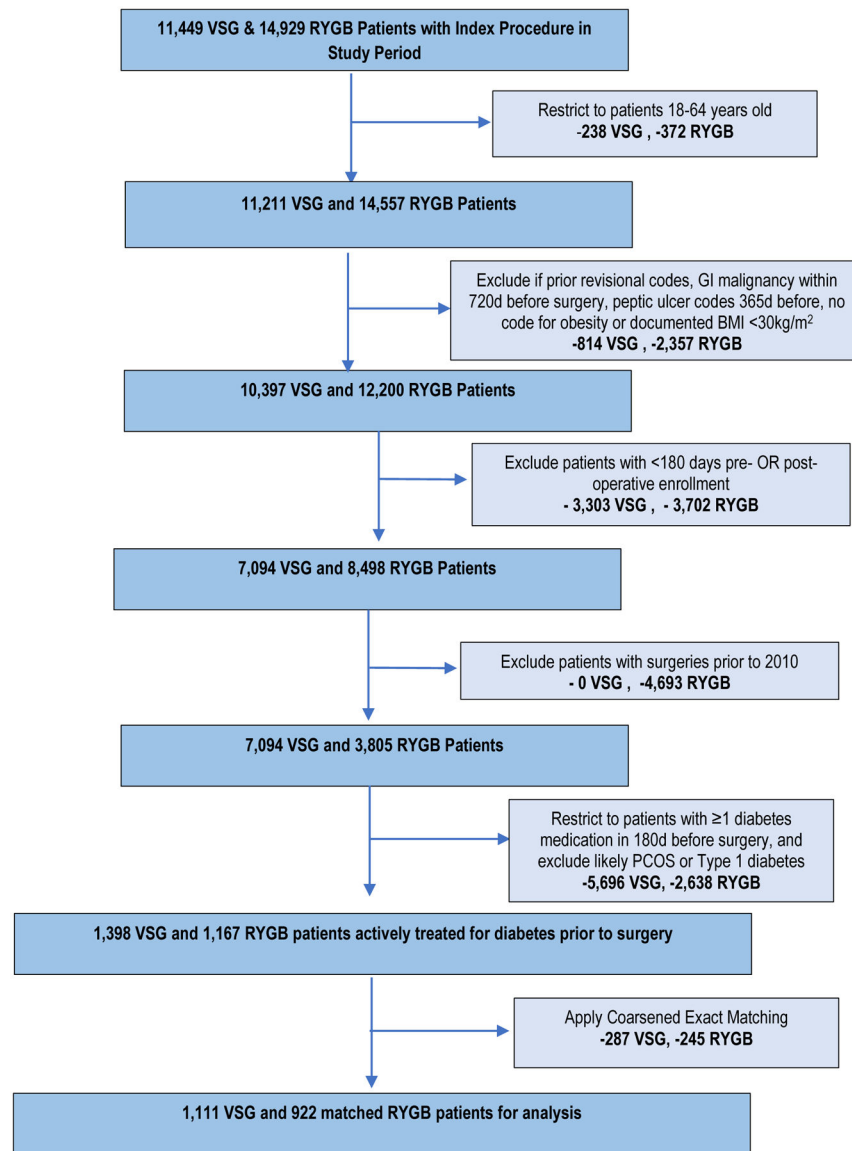 11,449 VSG & 14,929 RYGB Patients with Index Procedure in
Study Period
Restrict to patients 18-64 years old
-238 VSG , -372 RYGB
11,211 VSG and 14,557 RYGB Patients
Exclude if prior revisional codes, GI malignancy within
720d before surgery, peptic ulcer codes 365d before, no
code for obesity or documented BMI <30kg/m²
-814 VSG , -2,357 RYGB
10,397 VSG and 12,200 RYGB Patients
Exclude patients with <180 days pre- OR post-
operative enrollment
- 3,303 VSG , - 3,702 RYGB
7,094 VSG and 8,498 RYGB Patients
Exclude patients with surgeries prior to 2010
- 0 VSG , -4,693 RYGB
7,094 VSG and 3,805 RYGB Patients
Restrict to patients with ≥1 diabetes
medication in 180d before surgery, and
exclude likely PCOS or Type 1 diabetes
-5,696 VSG, -2,638 RYGB
1,398 VSG and 1,167 RYGB patients actively treated for diabetes prior to surgery
Apply Coarsened Exact Matching
-287 VSG, -245 RYGB
1,111 VSG and 922 matched RYGB patients for analysis